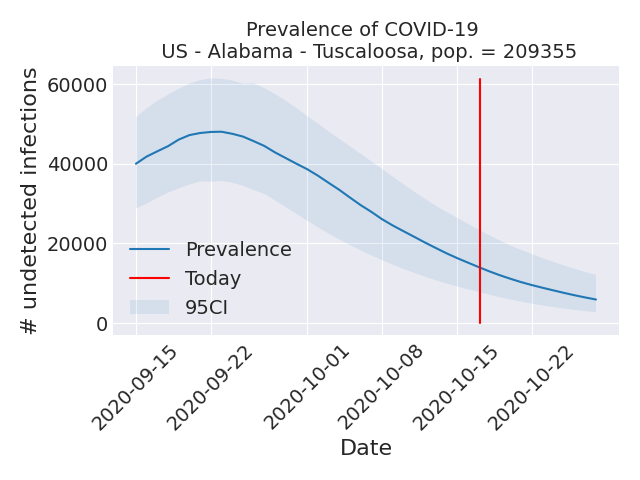 Prevalence of COVID-19
US - Alabama - Tuscaloosa, pop. = 209355
# undetected infections
60000
40000
20000
0
Prevalence
Today
95CI
2020-09-15
2020-09-22
2020-10-01
2020-10-08
2020-10-15
2020-10-22
Date